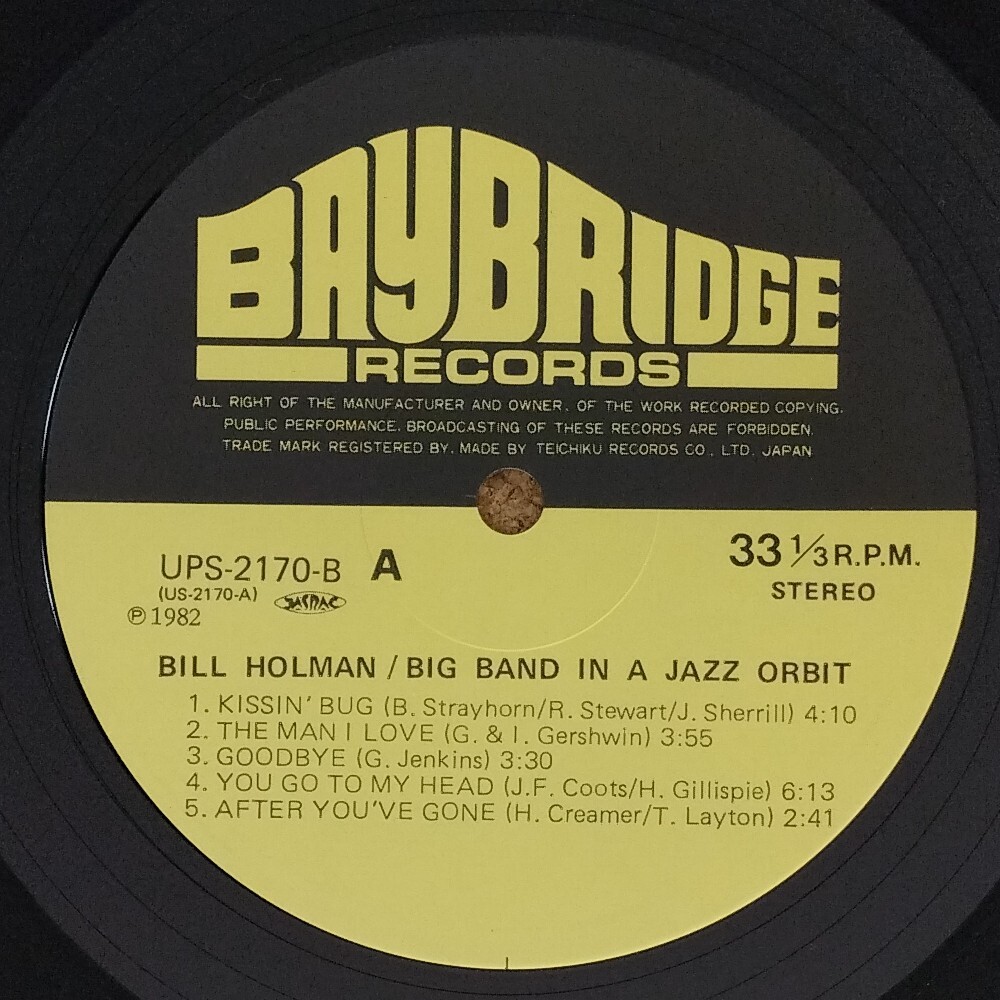 BAYBRIDGE
RECORDS
ALL RIGHT OF THE MANUFACTURER AND OWNER. OF THE WORK RECORDED COPYING.
PUBLIC PERFORMANCE. BROADCASTING OF THESE RECORDS ARE FORBIDDEN.
TRADE MARK REGISTERED BY. MADE BY TEICHIKU RECORDS CO., LTD. JAPAN
UPS-2170-B A 33 1/3 R.P.M.
(US-2170-A) JASRAC STEREO
℗ 1982
BILL HOLMAN / BIG BAND IN A JAZZ ORBIT
1. KISSIN' BUG (B. Strayhorn/R. Stewart/J. Sherrill) 4:10
2. THE MAN I LOVE (G. & I. Gershwin) 3:55
3. GOODBYE (G. Jenkins) 3:30
4. YOU GO TO MY HEAD (J.F. Coots/H. Gillispie) 6:13
5. AFTER YOU'VE GONE (H. Creamer/T. Layton) 2:41